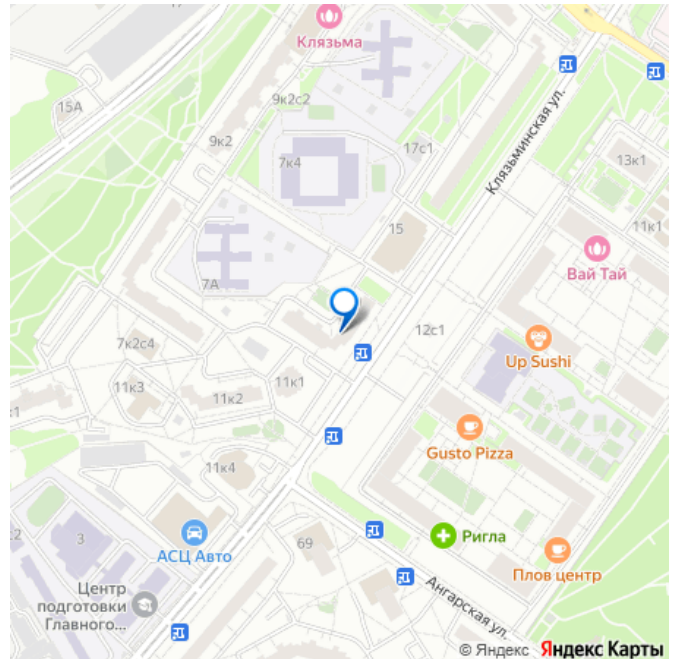 Клязьма
15А
9к2с2
9к2
17с1
7к4
Клязьминская ул.
13к1
11к1
15
Вай Тай
7А
12с1
7к2с4
Up Sushi
11к3
11к1
11к2
Gusto Pizza
11к4
69
Ригла
3
АСЦ Авто
Плов центр
Центр
подготовки
Главного...
Ангарская ул.
© Яндекс Яндекс Карты